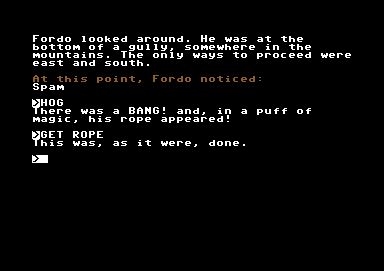 Fordo looked around. He was at the
bottom of a gully, somewhere in the
mountains. The only ways to proceed were
east and south.
At this point, Fordo noticed:
Spam
>HOG
There was a BANG! and, in a puff of
magic, his rope appeared!
>GET ROPE
This was, as it were, done.
>